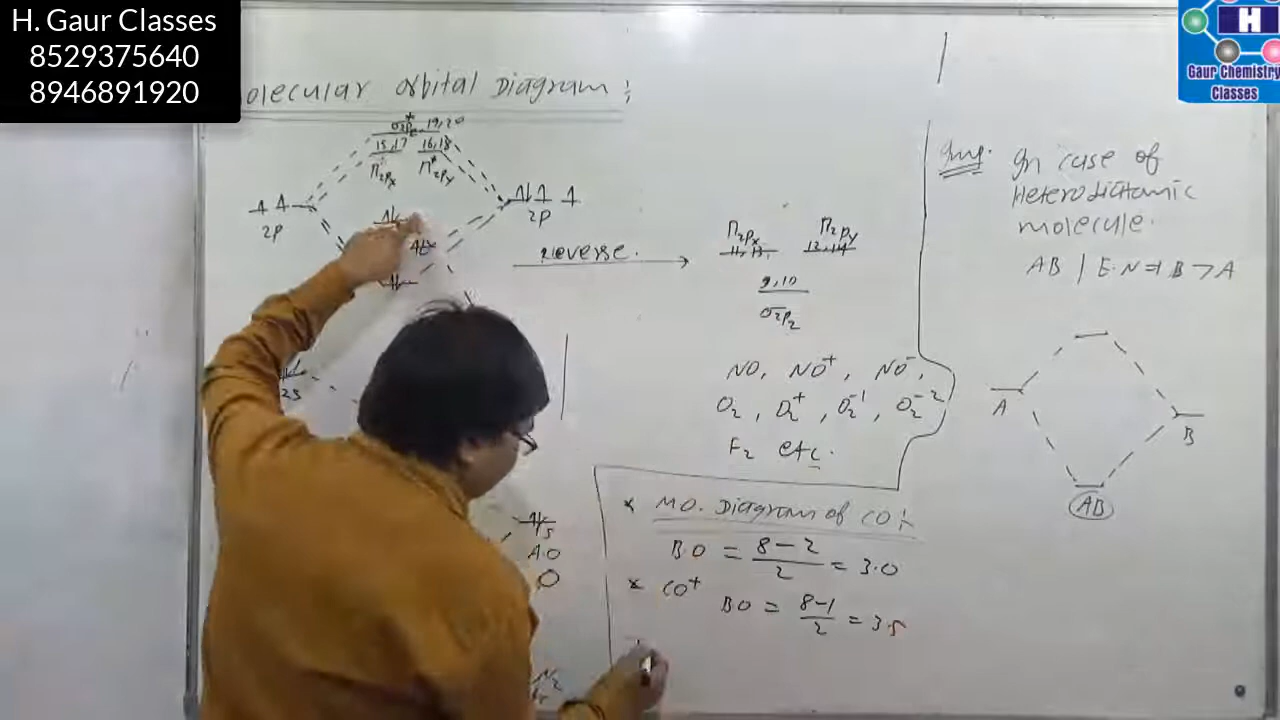 H. Gaur Classes
8529375640
8946891920
H
Gaur Chemistry
Classes
olecular orbital Diagram :
σ*2Pz 19,20
15,17 16,18
π*2px π*2py
2p
2p
2s
reverse.
π2px π2py
11,13, 12,14
9,10
σ2pz
NO, NO+, NO-,
O2, O2+, O2-1, O2-2
F2 etc.
* M.O. Diagram of CO :
B.O = 8-2/2 = 3.0
* CO+
BO = 8-1/2 = 3.5
A.O
O
In case of
Heterodiatomic
molecule.
AB | E.N => B > A
A
B
AB